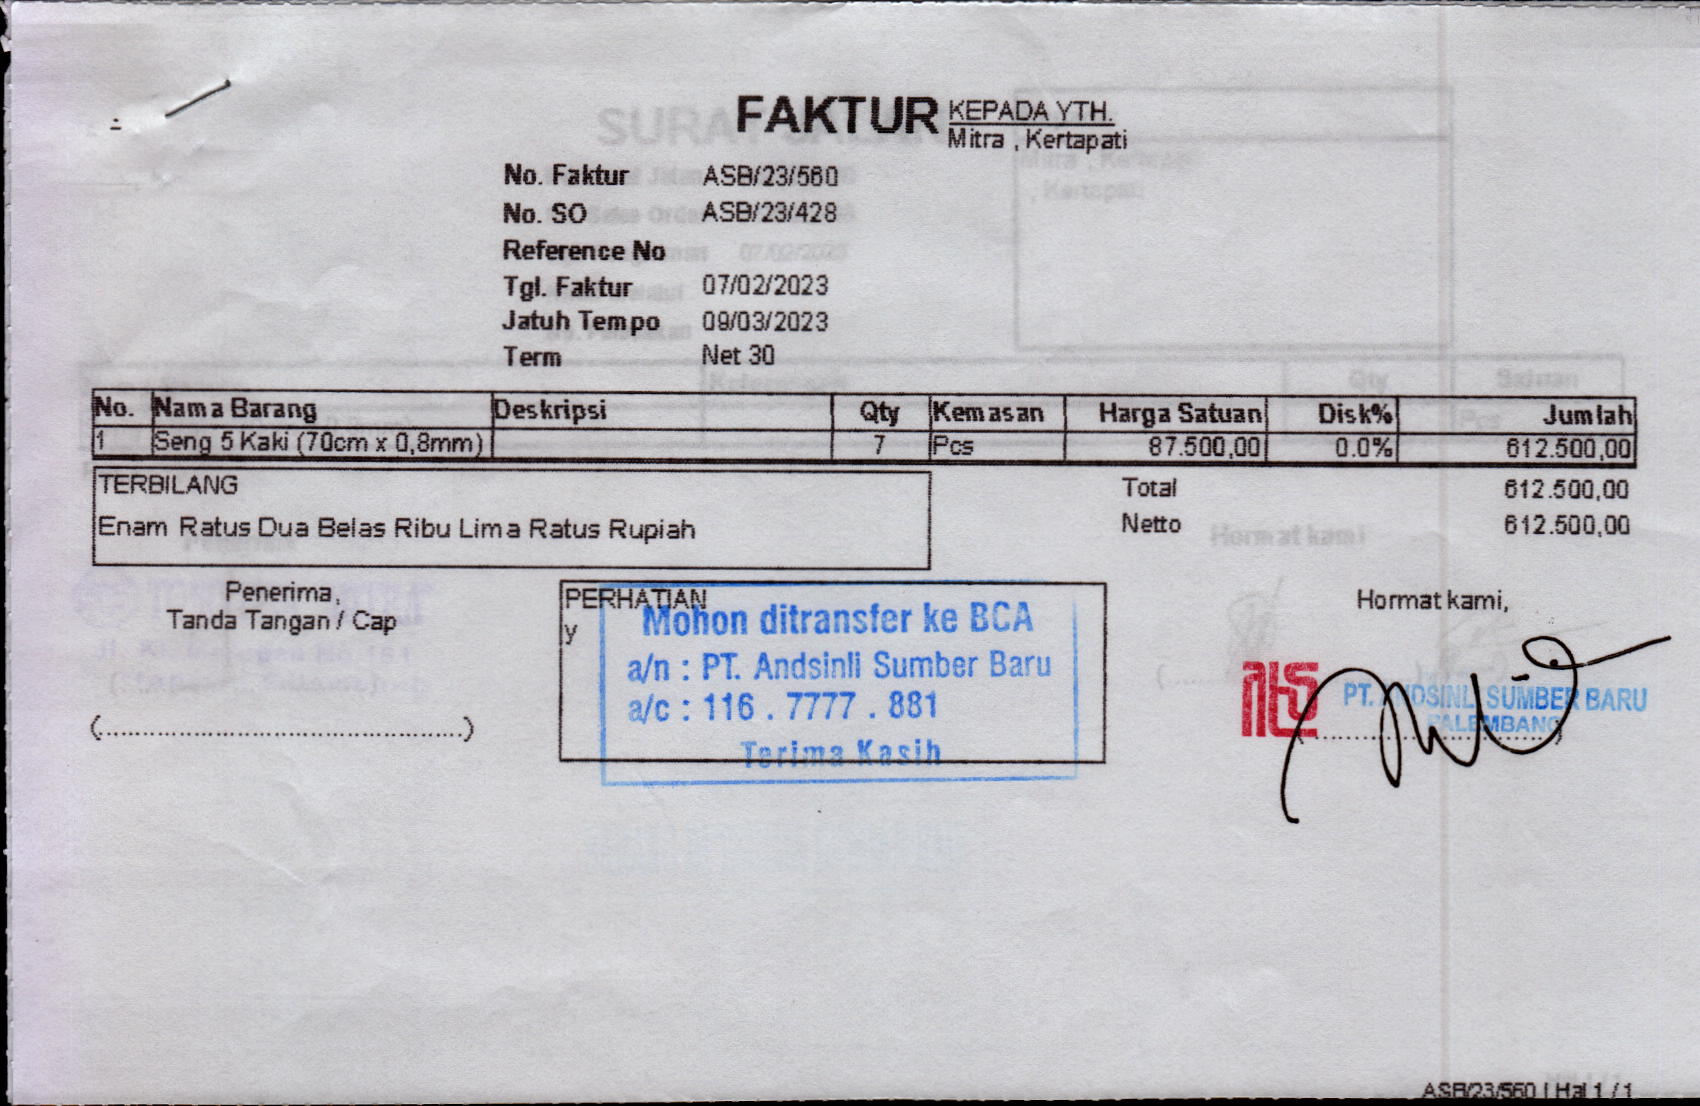 FAKTUR
KEPADA YTH.
Mitra , Kertapati
No. Faktur ASB/23/560
No. SO ASB/23/428
Reference No
Tgl. Faktur 07/02/2023
Jatuh Tempo 09/03/2023
Term Net 30
No. Nama Barang Deskripsi Qty Kemasan Harga Satuan Disk% Jumlah
1 Seng 5 Kaki (70cm x 0,8mm) 7 Pcs 87.500,00 0.0% 612.500,00
TERBILANG
Enam Ratus Dua Belas Ribu Lima Ratus Rupiah
Total 612.500,00
Netto 612.500,00
Penerima,
Tanda Tangan / Cap
(..............................................)
PERHATIAN
y
Mohon ditransfer ke BCA
a/n : PT. Andsinli Sumber Baru
a/c : 116 . 7777 . 881
Terima Kasih
Hormat kami,
PT. ANDSINLI SUMBER BARU
PALEMBANG
ASB/23/560 | Hal 1 / 1